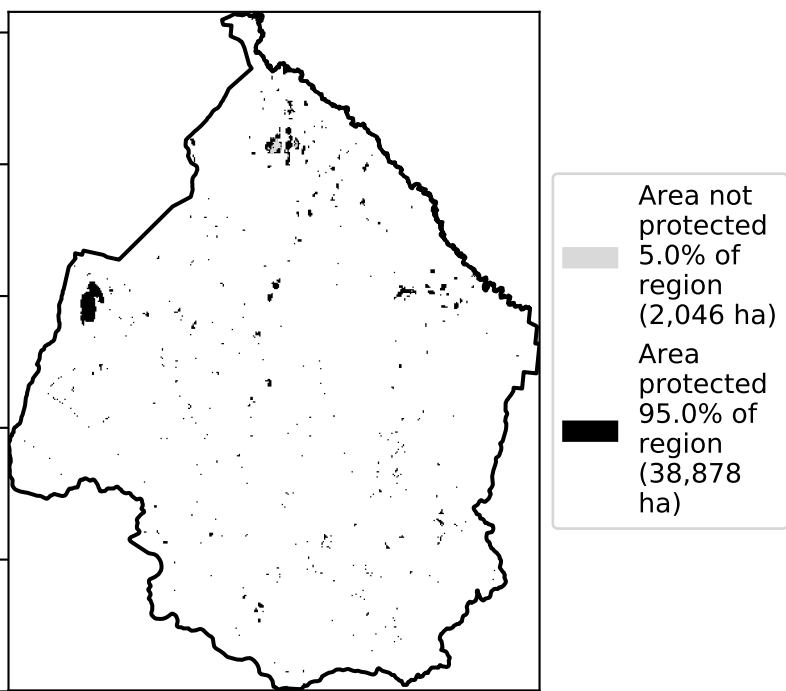 Area not
protected
5.0% of
region
(2,046 ha)
Area
protected
95.0% of
region
(38,878
ha)